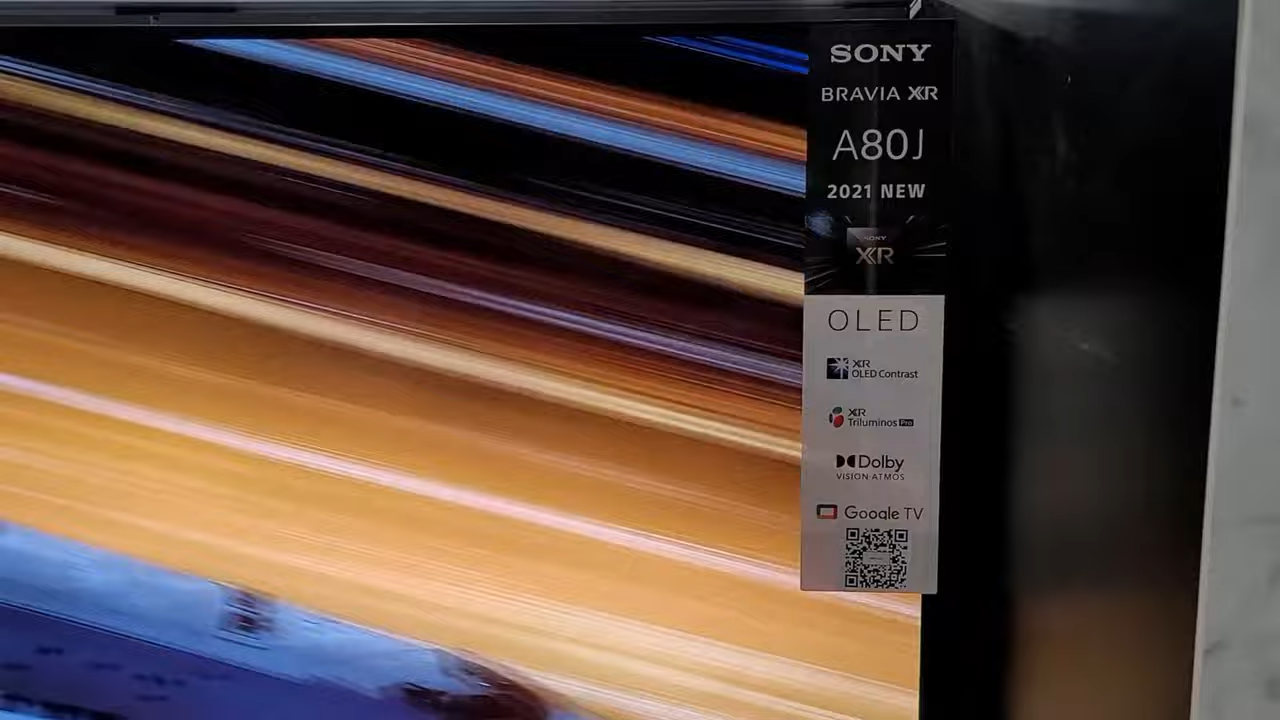 SONY
BRAVIA XR
A80J
2021 NEW
SONY
XR
OLED
XR
OLED Contrast
XR
Triluminos Pro
Dolby
VISION ATMOS
Google TV